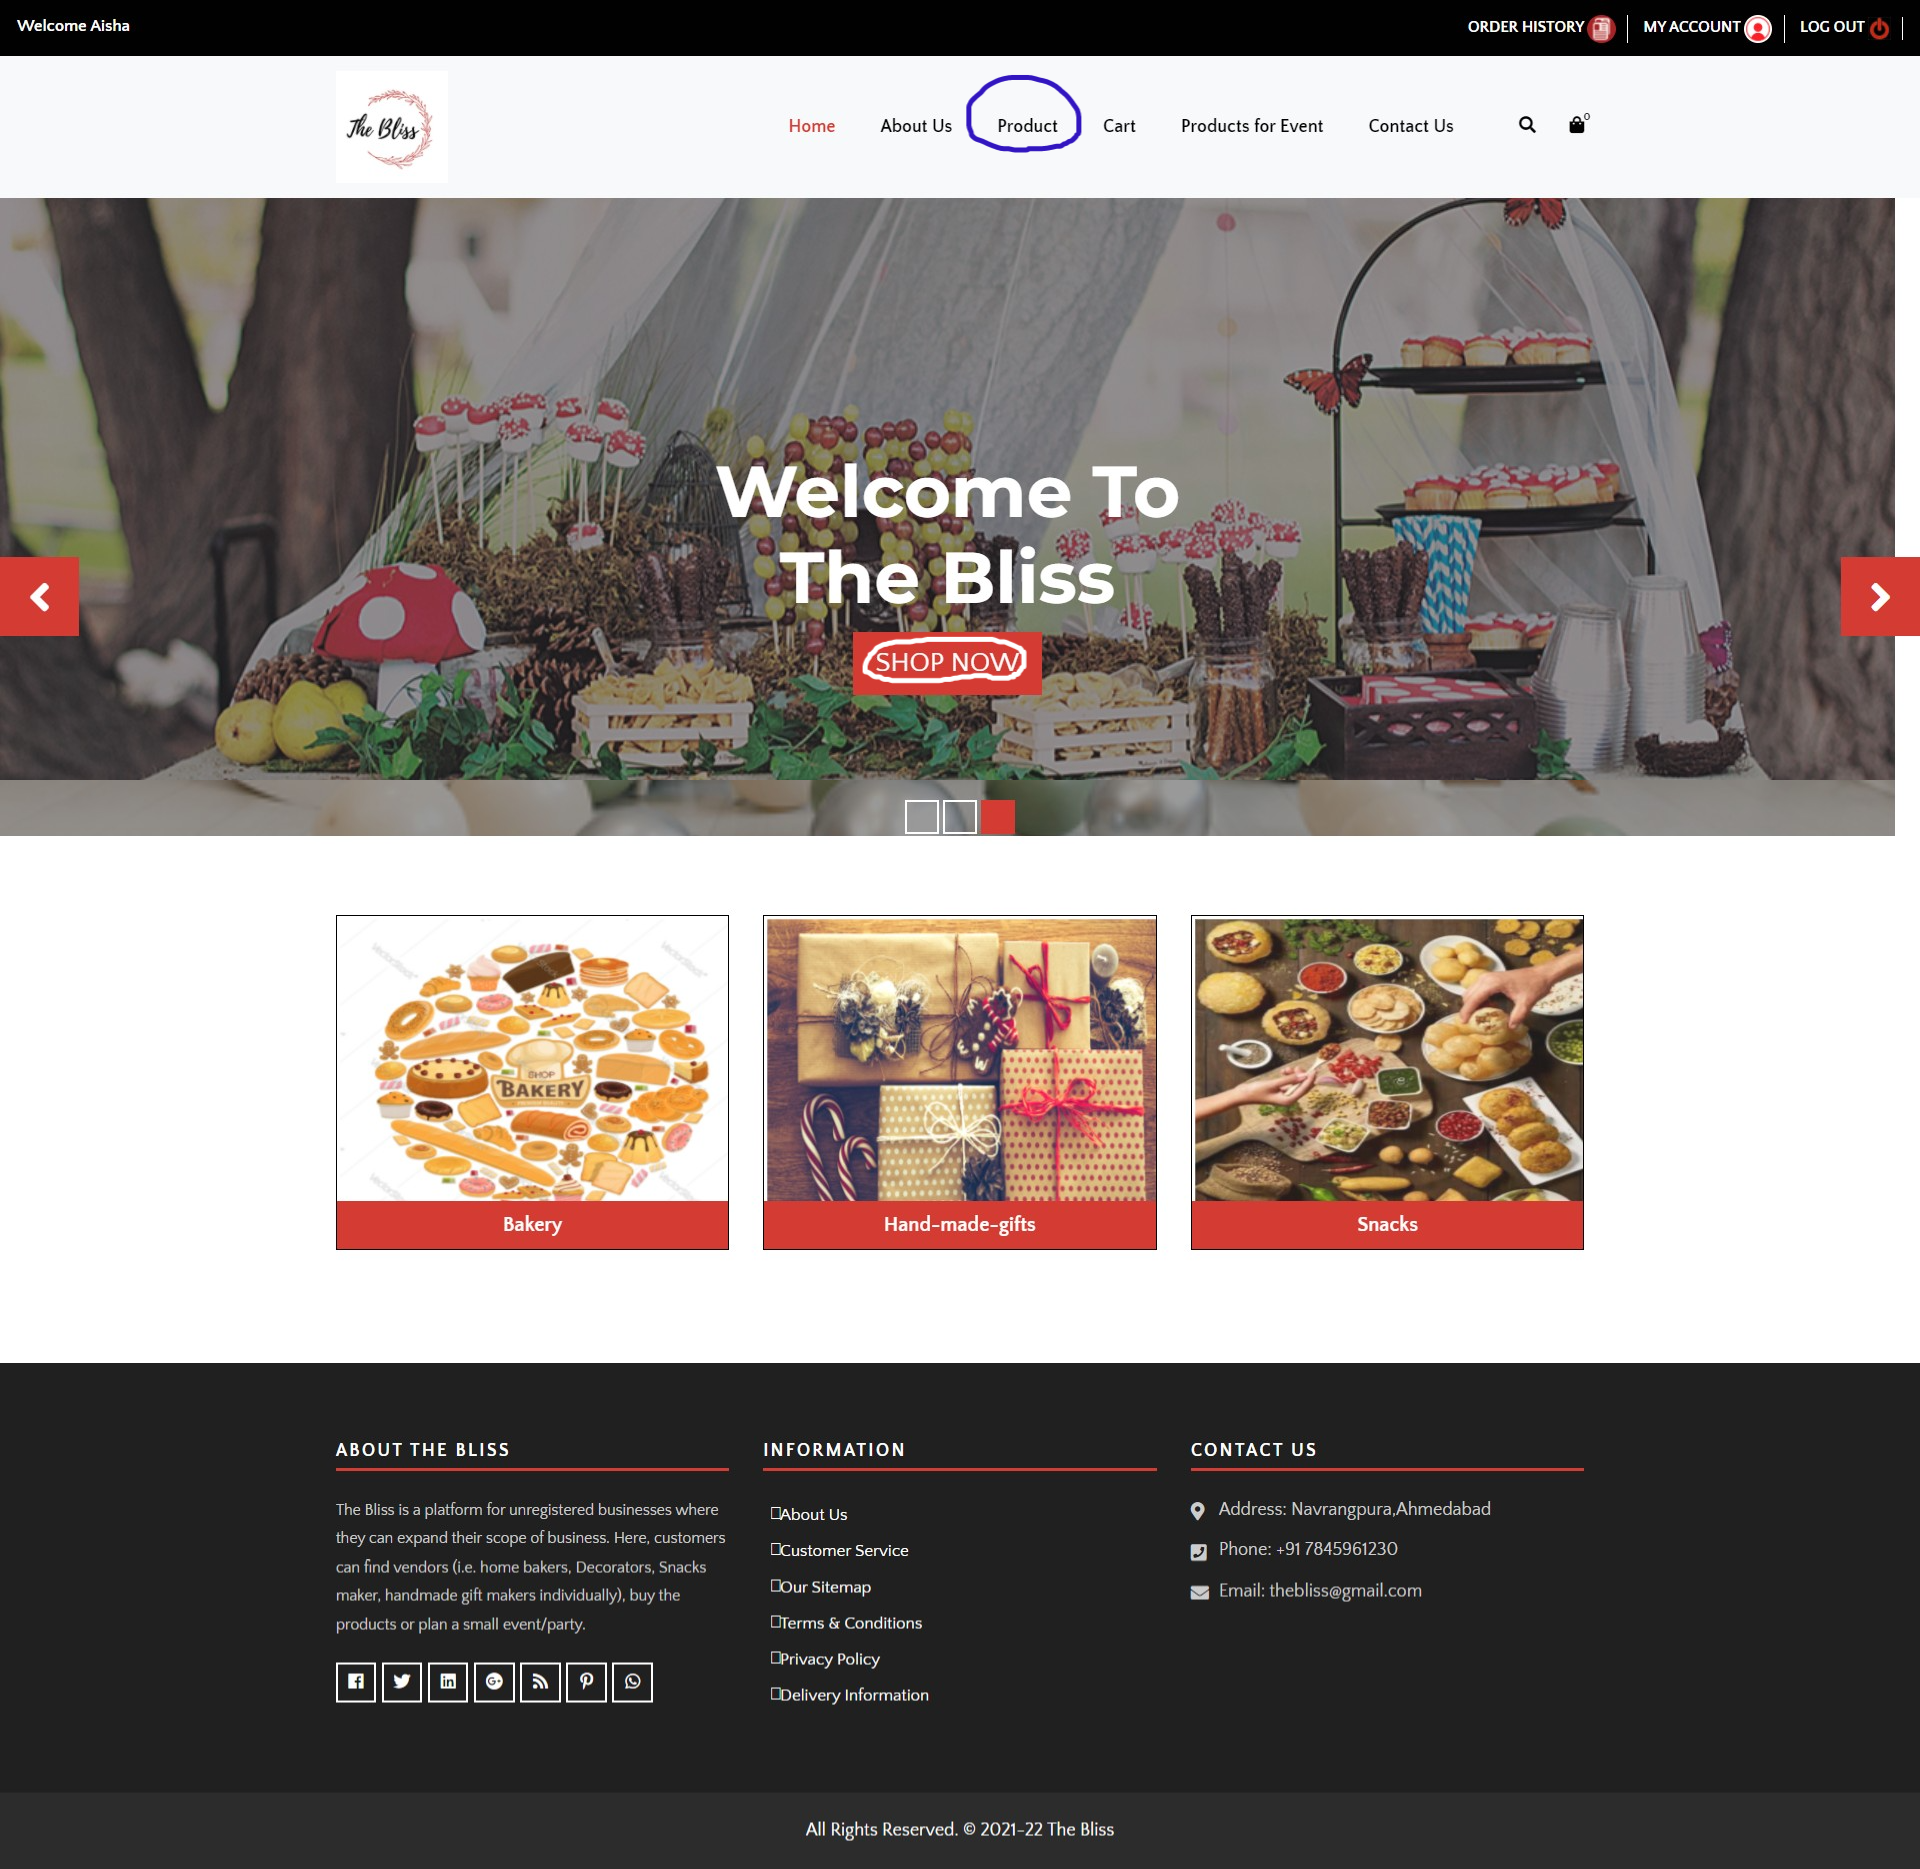 Welcome Aisha
ORDER HISTORY
MY ACCOUNT
LOG OUT
The Bliss
Home
About Us
Product
Cart
Products for Event
Contact Us
0
Welcome To
The Bliss
SHOP NOW
SHOP
BAKERY
Bakery
Hand-made-gifts
Snacks
ABOUT THE BLISS
The Bliss is a platform for unregistered businesses where
they can expand their scope of business. Here, customers
can find vendors (i.e. home bakers, Decorators, Snacks
maker, handmade gift makers individually), buy the
products or plan a small event/party.
INFORMATION
About Us
Customer Service
Our Sitemap
Terms & Conditions
Privacy Policy
Delivery Information
CONTACT US
Address: Navrangpura,Ahmedabad
Phone: +91 7845961230
Email: thebliss@gmail.com
All Rights Reserved. © 2021-22 The Bliss